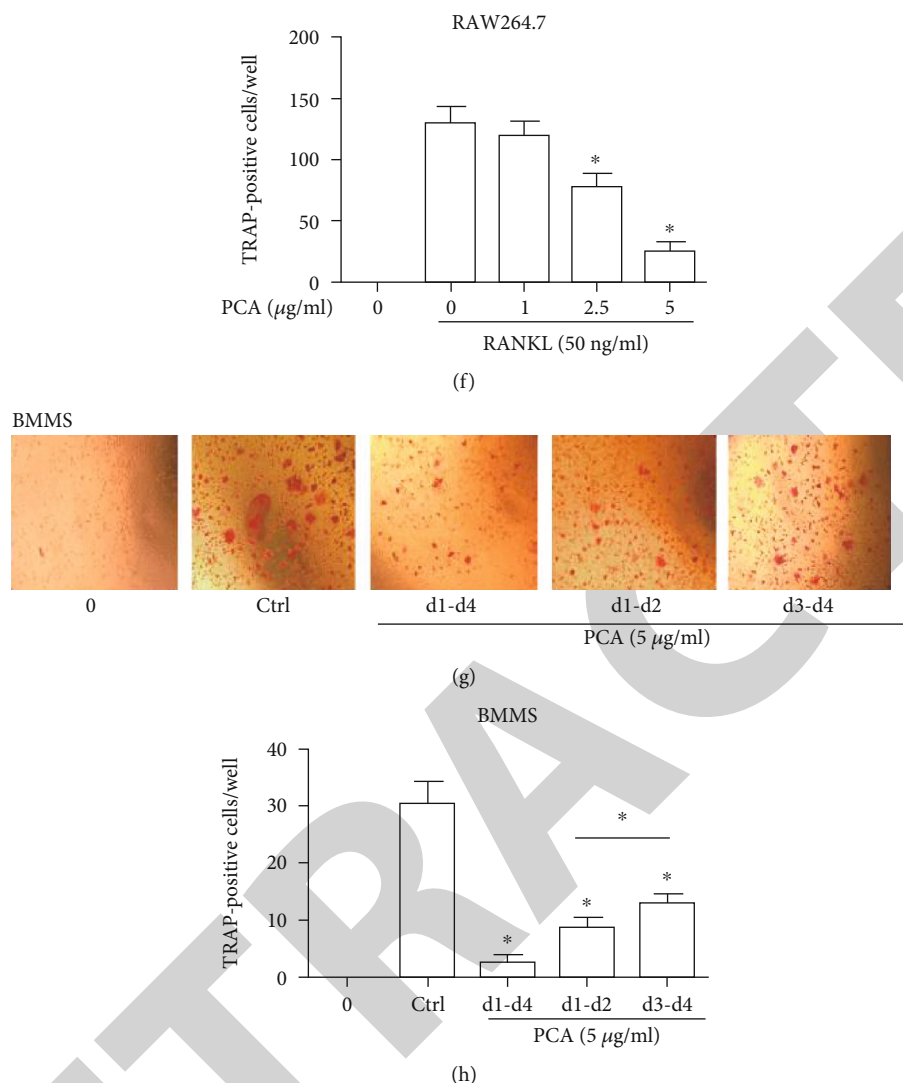 RAW264.7
200
150
100
50
0
TRAP-positive cells/well
*
*
PCA (μg/ml)
0 0 1 2.5 5
RANKL (50 ng/ml)
(f)
BMMS
0 Ctrl d1-d4 d1-d2 d3-d4
PCA (5 μg/ml)
(g)
BMMS
40
30
20
10
0
TRAP-positive cells/well
*
*
*
*
0 Ctrl d1-d4 d1-d2 d3-d4
PCA (5 μg/ml)
(h)